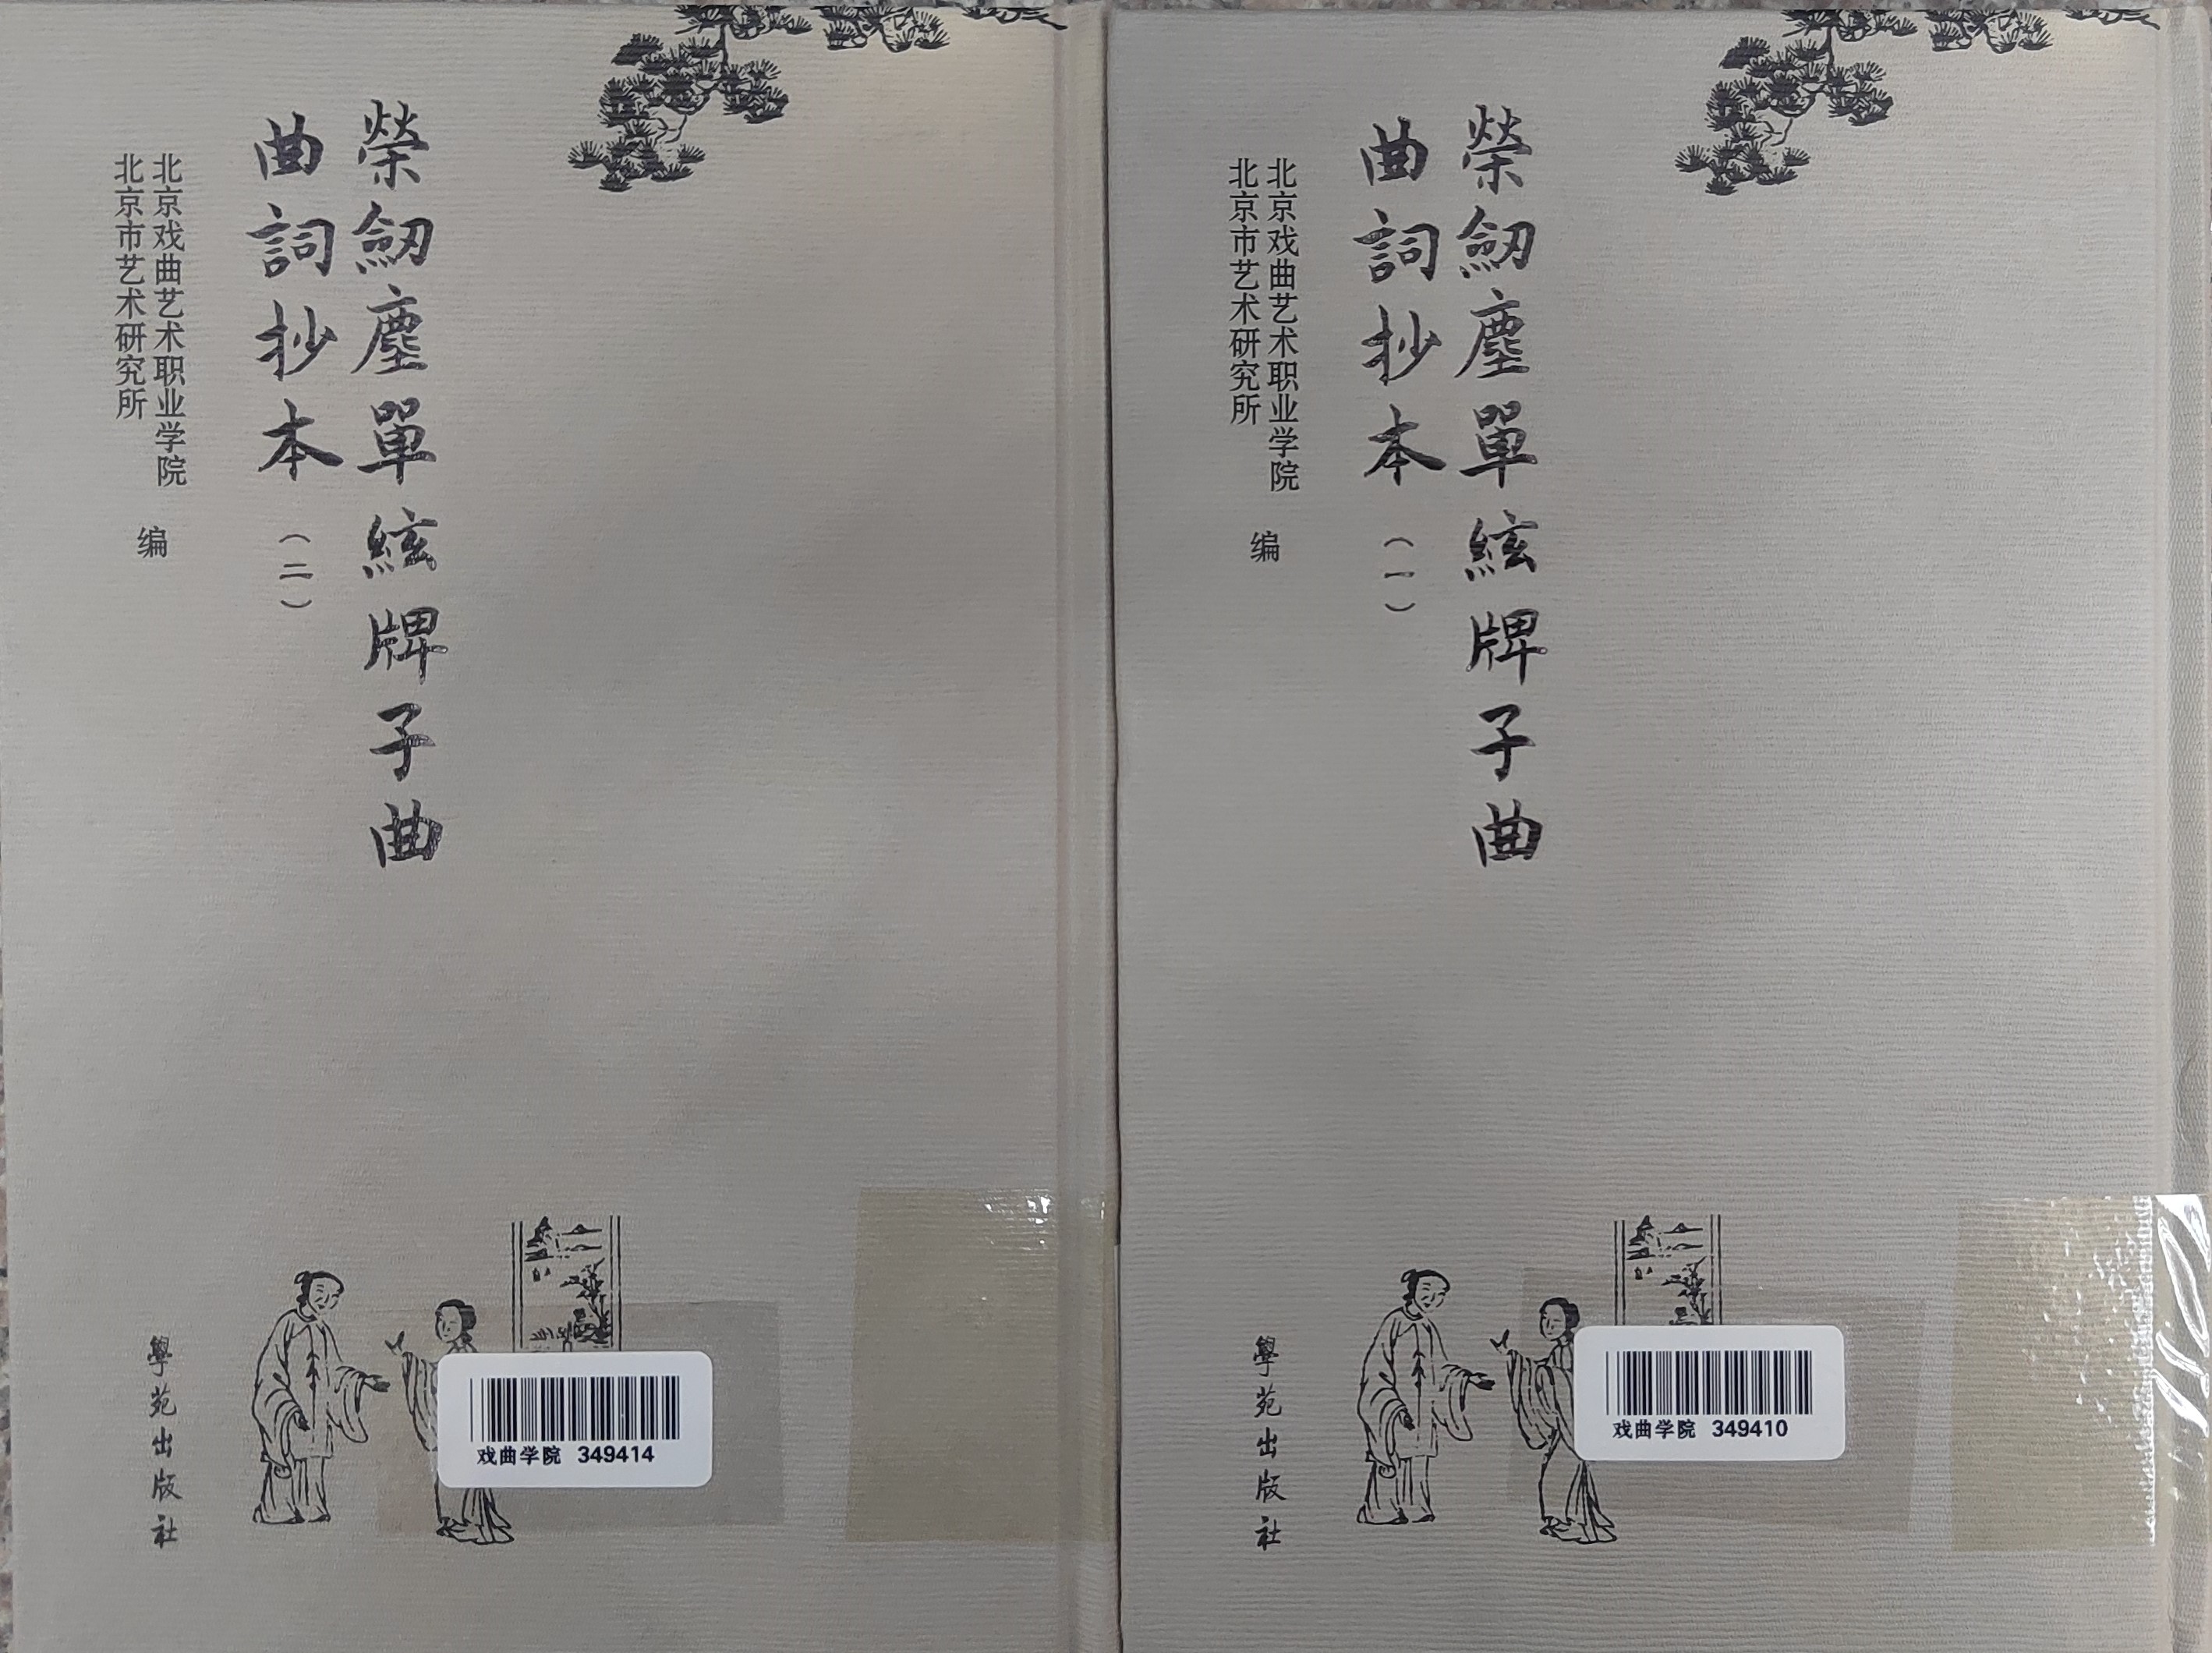 榮劒塵單絃牌子曲
曲詞抄本（一）
北京戏曲艺术职业学院
北京市艺术研究所
编
學苑出版社
戏曲学院 349410
榮劒塵單絃牌子曲
曲詞抄本（二）
北京戏曲艺术职业学院
北京市艺术研究所
编
學苑出版社
戏曲学院 349414